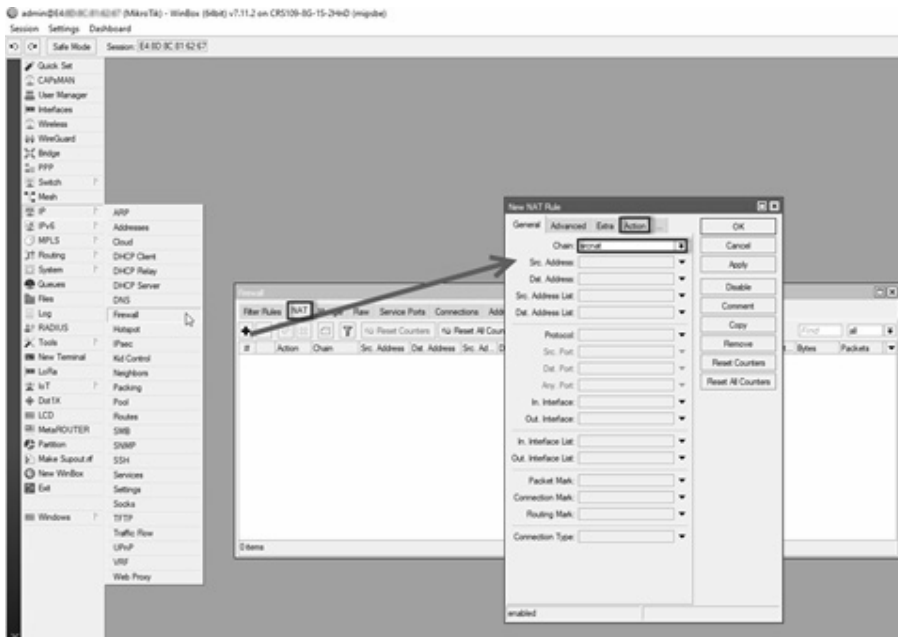 (MikroTik) - WinBox (64bit) v7.11.2 on CRS109-8G-1S-2HnD (mipsbe)
Session Settings Dashboard
Safe Mode Session: E4:8D:8C:81:62:67
Quick Set
CAPsMAN
User Manager
Interfaces
Wireless
WireGuard
Bridge
PPP
Switch
Mesh
IP
IPv6
MPLS
Routing
System
Queues
Files
Log
RADIUS
Tools
New Terminal
LoRa
IoT
Dot1X
LCD
MetaROUTER
Partition
Make Supout.rif
New WinBox
Exit
Windows
ARP
Addresses
Cloud
DHCP Client
DHCP Relay
DHCP Server
DNS
Firewall
Hotspot
IPsec
Kid Control
Neighbors
Packing
Pool
Routes
SMB
SNMP
SSH
Services
Settings
Socks
TFTP
Traffic Flow
UPnP
VRF
Web Proxy
Firewall
Filter Rules NAT Mangle Raw Service Ports Connections
Reset Counters
Find all
# Action Chain Src. Address Dst. Address Src. Ad... Bytes Packets
0 items
New NAT Rule
General Advanced Extra Action ...
Chain: srcnat
Src. Address:
Dst. Address:
Src. Address List:
Dst. Address List:
Protocol:
Src. Port:
Dst. Port:
Any. Port:
In. Interface:
Out. Interface:
In. Interface List:
Out. Interface List:
Packet Mark:
Connection Mark:
Routing Mark:
Connection Type:
OK
Cancel
Apply
Disable
Comment
Copy
Remove
Reset Counters
Reset All Counters
enabled